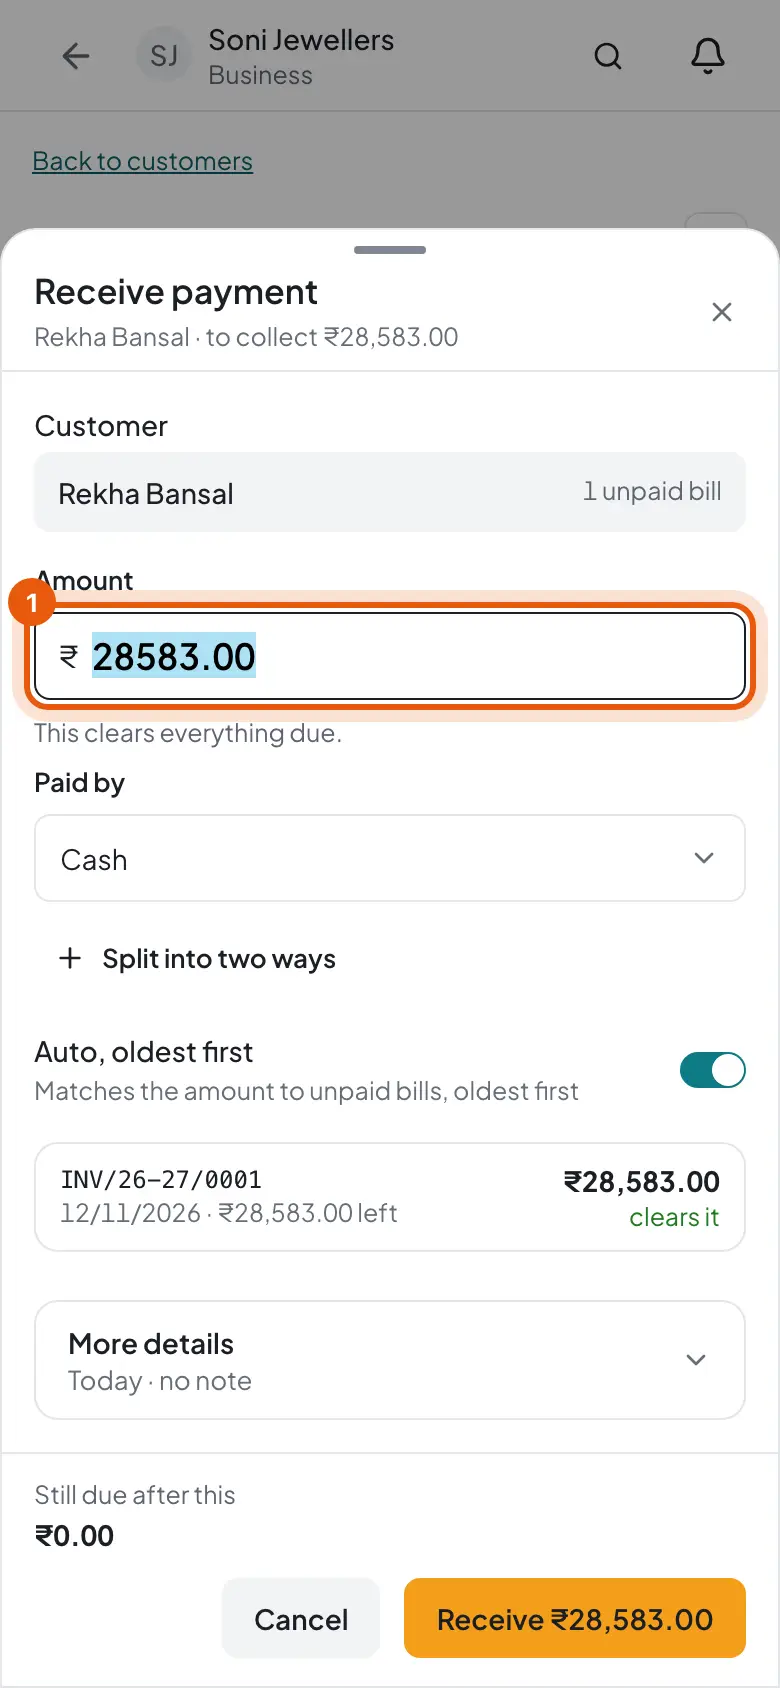 SJ
Soni Jewellers
Business
Back to customers
Receive payment
Rekha Bansal · to collect ₹28,583.00
Customer
Rekha Bansal
1 unpaid bill
Amount
1
₹ 28583.00
This clears everything due.
Paid by
Cash
+ Split into two ways
Auto, oldest first
Matches the amount to unpaid bills, oldest first
INV/26-27/0001
₹28,583.00
12/11/2026 · ₹28,583.00 left
clears it
More details
Today · no note
Still due after this
₹0.00
Cancel
Receive ₹28,583.00